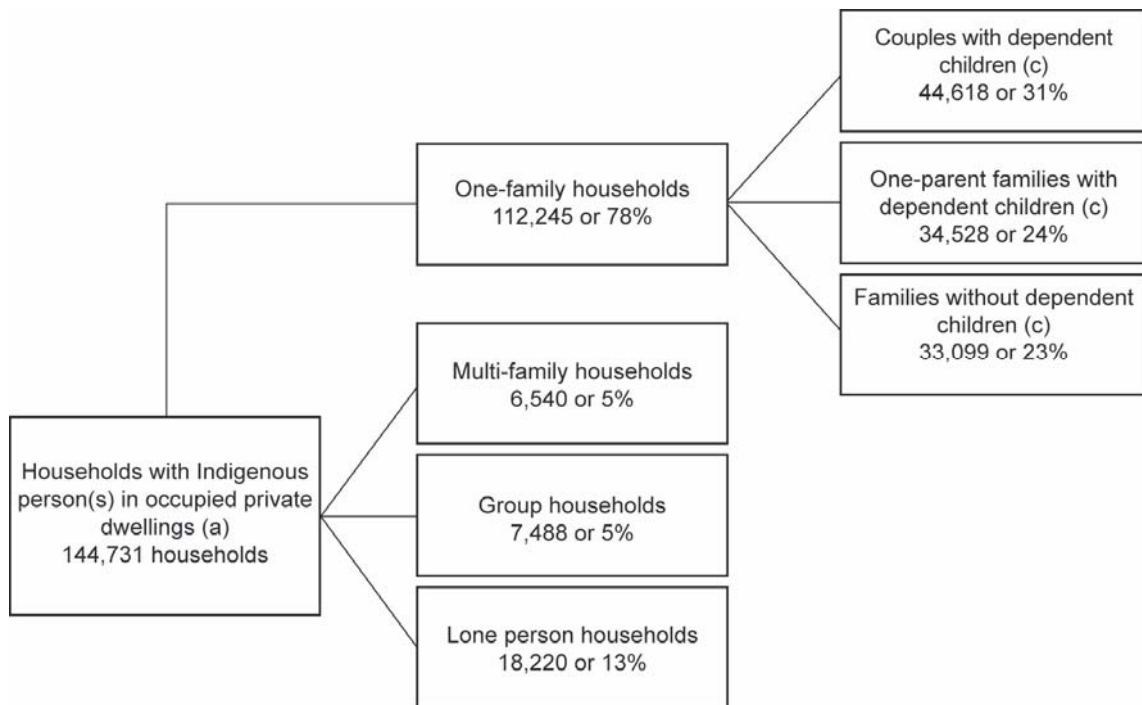 Couples with dependent
children (c)
44,618 or 31%
One-family households
112,245 or 78%
One-parent families with
dependent children (c)
34,528 or 24%
Families without dependent
children (c)
33,099 or 23%
Multi-family households
6,540 or 5%
Households with Indigenous
person(s) in occupied private
dwellings (a)
144,731 households
Group households
7,488 or 5%
Lone person households
18,220 or 13%